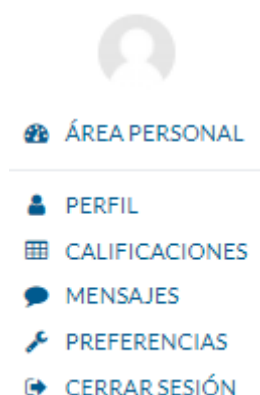 ÁREA PERSONAL
PERFIL
CALIFICACIONES
MENSAJES
PREFERENCIAS
CERRAR SESIÓN